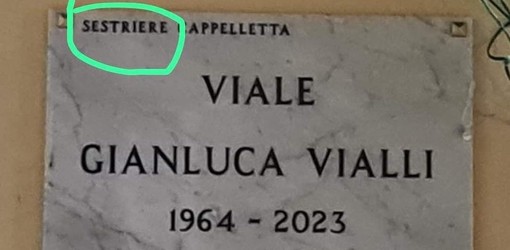 SESTRIERE CAPPELLETTA
VIALE
GIANLUCA VIALLI
1964 - 2023